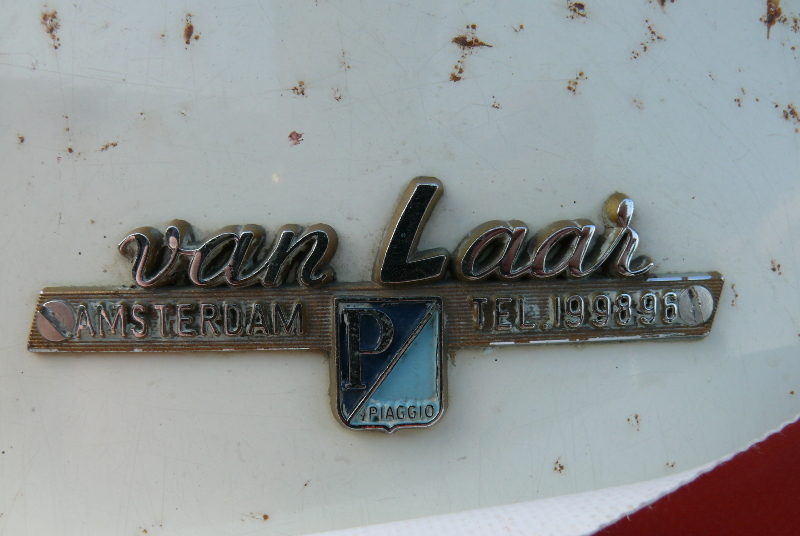 van Laar
AMSTERDAM TEL. 199896
P
PIAGGIO